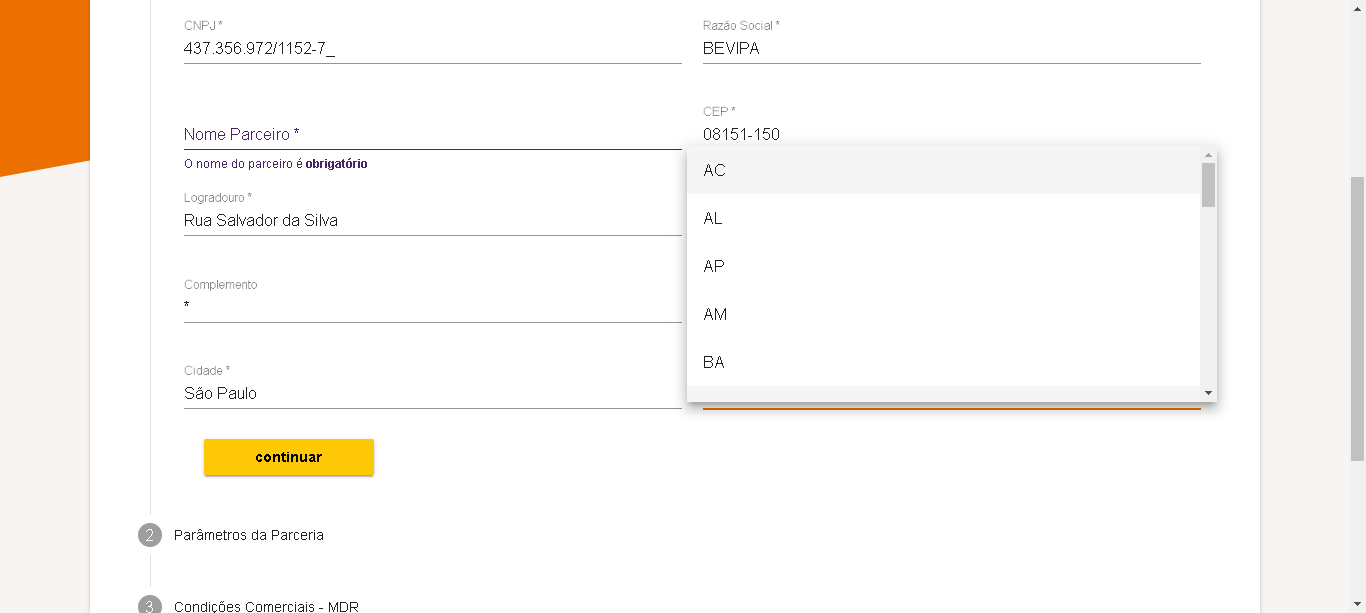 CNPJ *
437.356.972/1152-7_
Razão Social *
BEVIPA
Nome Parceiro *
O nome do parceiro é obrigatório
CEP *
08151-150
AC
AL
AP
AM
BA
Logradouro *
Rua Salvador da Silva
Complemento
*
Cidade *
São Paulo
continuar
2 Parâmetros da Parceria
3 Condições Comerciais - MDR